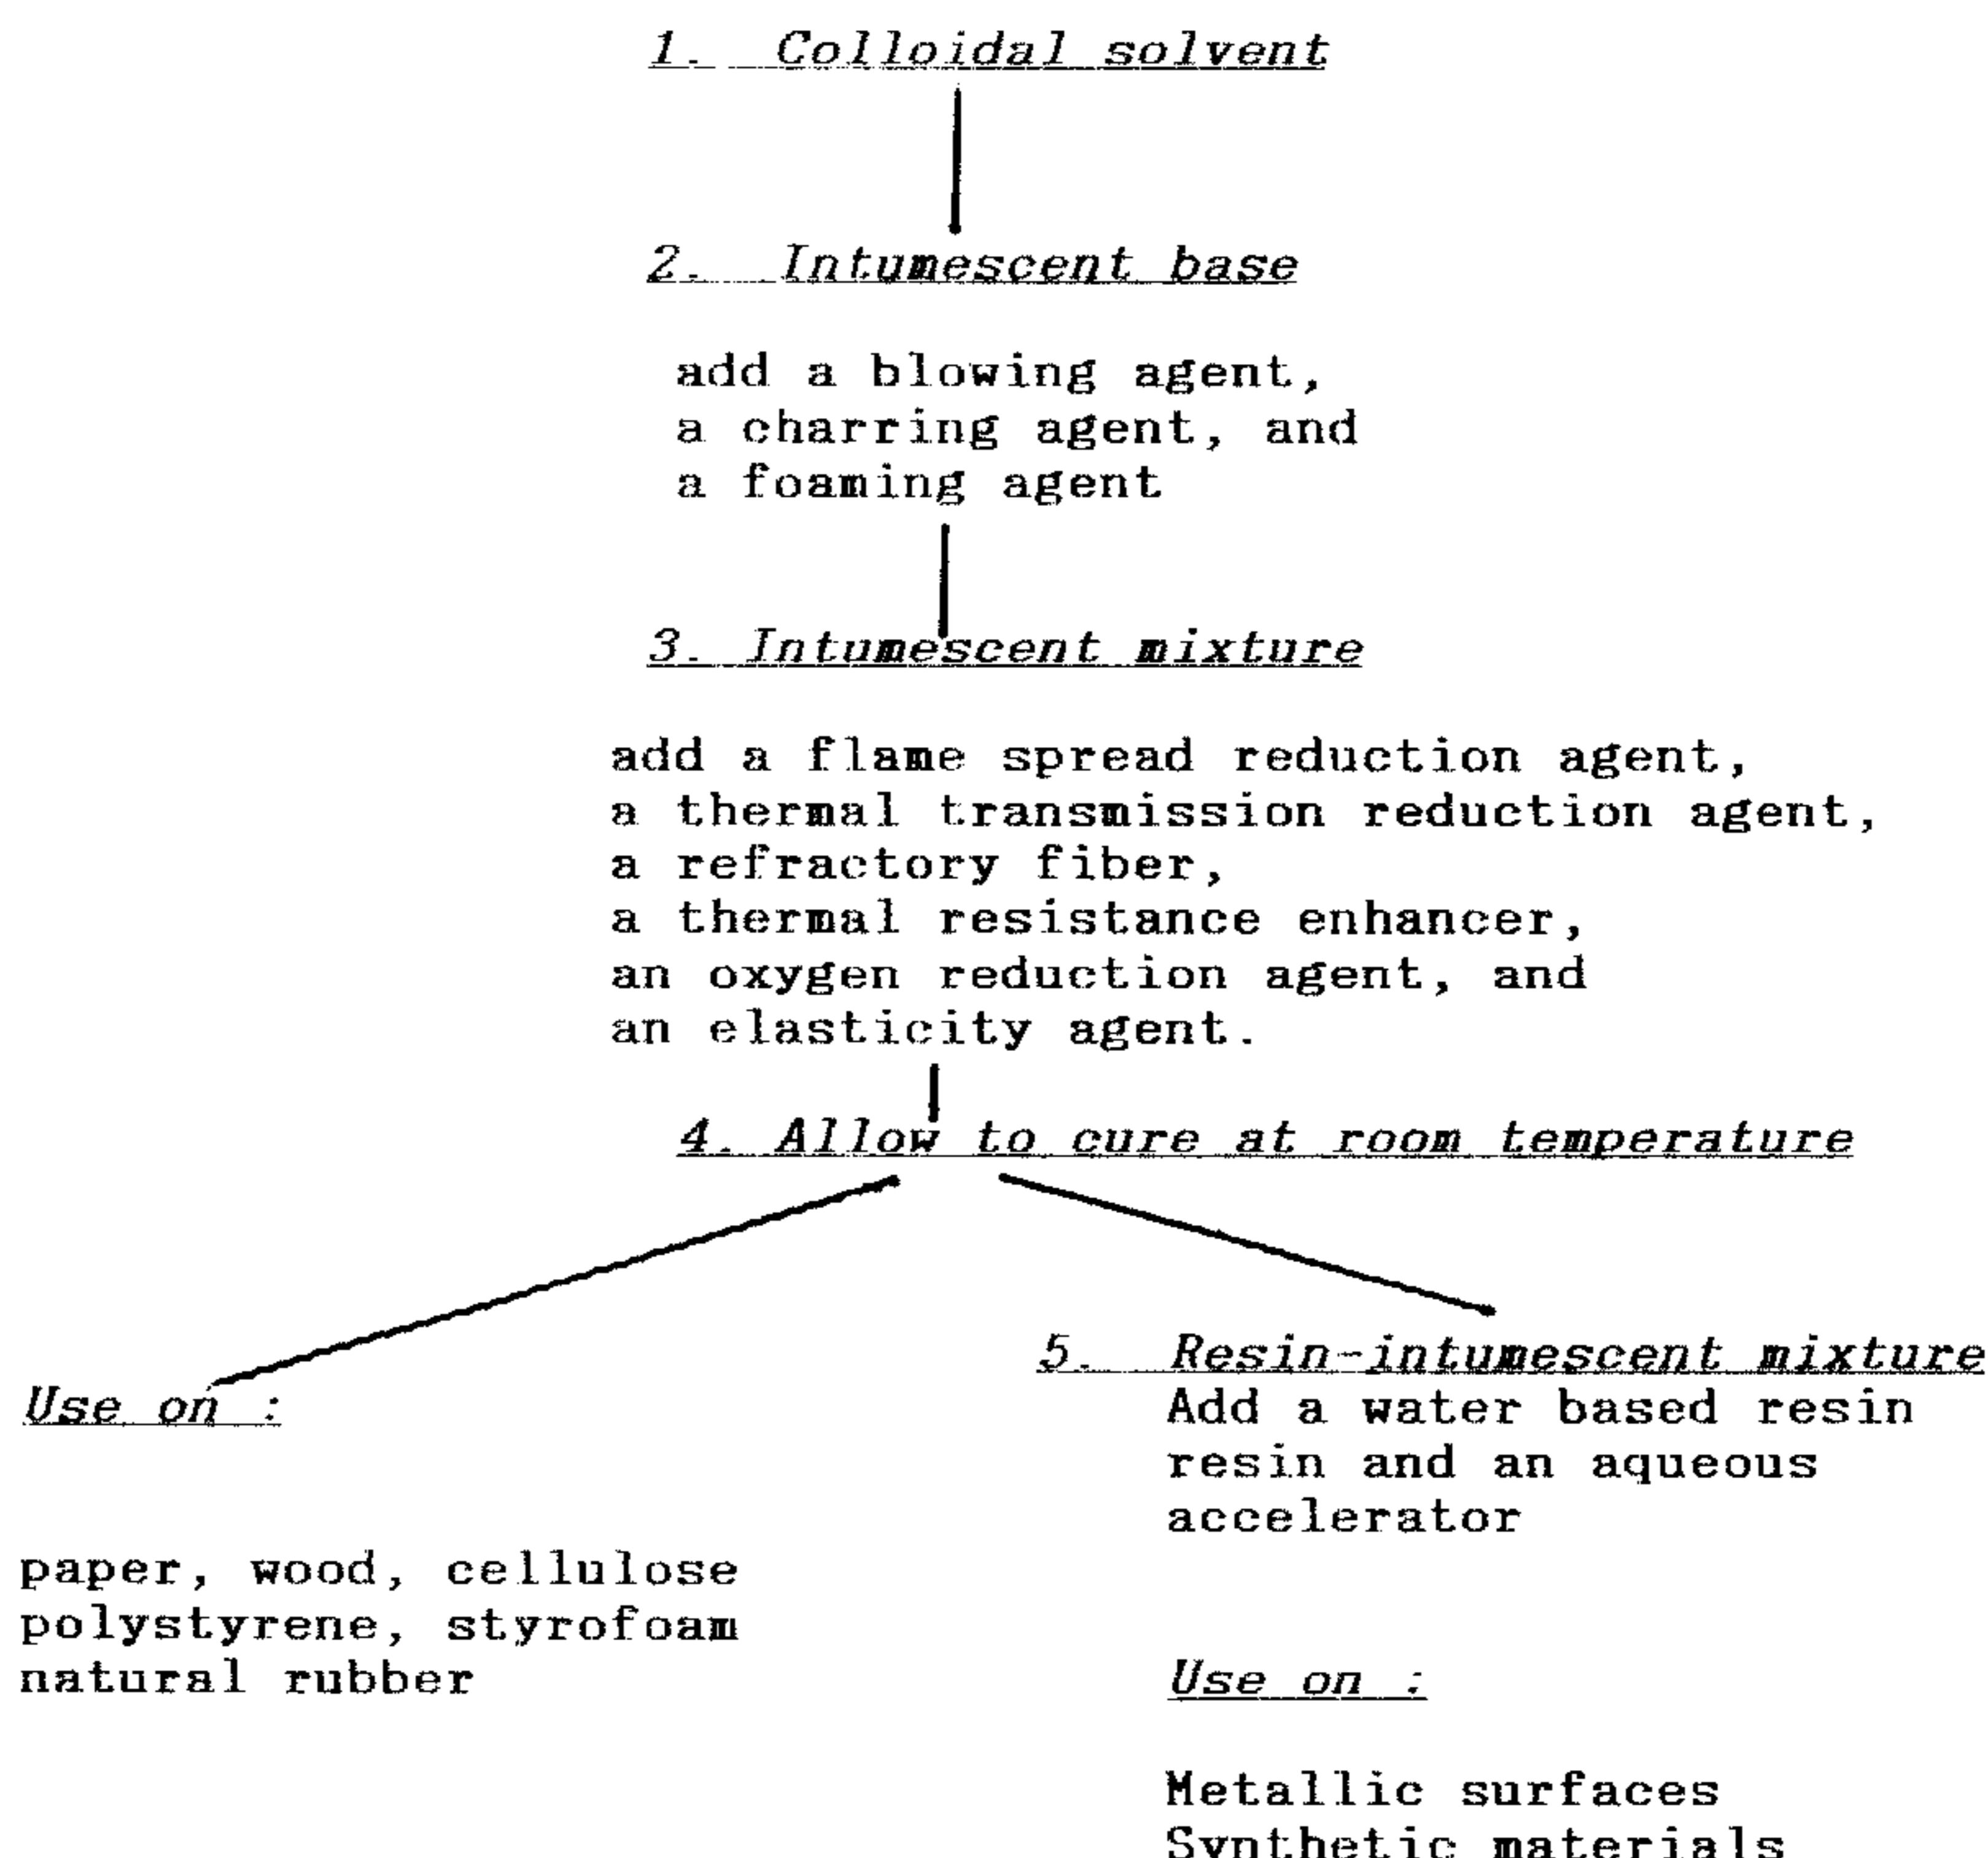 1. Colloidal solvent
2. Intumescent base
add a blowing agent,
a charring agent, and
a foaming agent
3. Intumescent mixture
add a flame spread reduction agent,
a thermal transmission reduction agent,
a refractory fiber,
a thermal resistance enhancer,
an oxygen reduction agent, and
an elasticity agent.
4. Allow to cure at room temperature
Use on :
paper, wood, cellulose
polystyrene, styrofoam
natural rubber
5. Resin-intumescent mixture
Add a water based resin
resin and an aqueous
accelerator
Use on :
Metallic surfaces
Synthetic materials